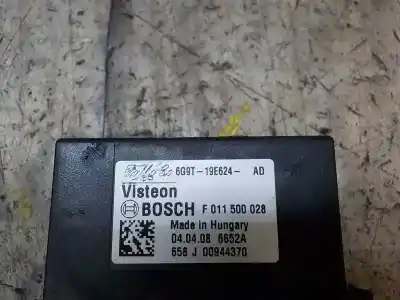 6G9T-19E624- AD
Visteon
BOSCH F 011 500 028
Made in Hungary
04.04.08 6652A
658 J 00944370